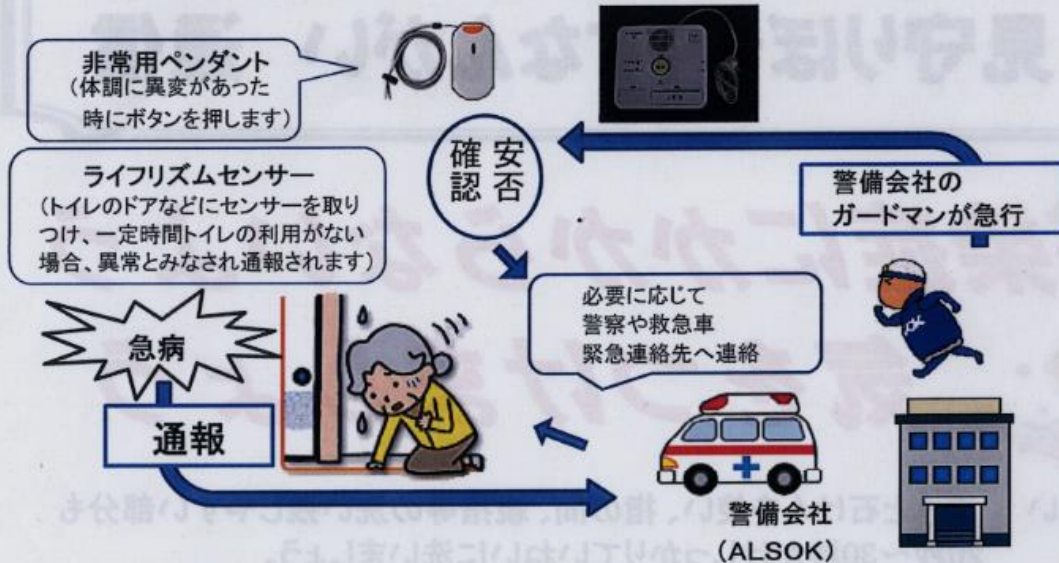 非常用ペンダント
(体調に異変があった
時にボタンを押します)
ライフリズムセンサー
(トイレのドアなどにセンサーを取り
つけ、一定時間トイレの利用がない
場合、異常とみなされ通報されます)
安否
確認
警備会社の
ガードマンが急行
必要に応じて
警察や救急車
緊急連絡先へ連絡
急病
通報
警備会社
(ALSOK)